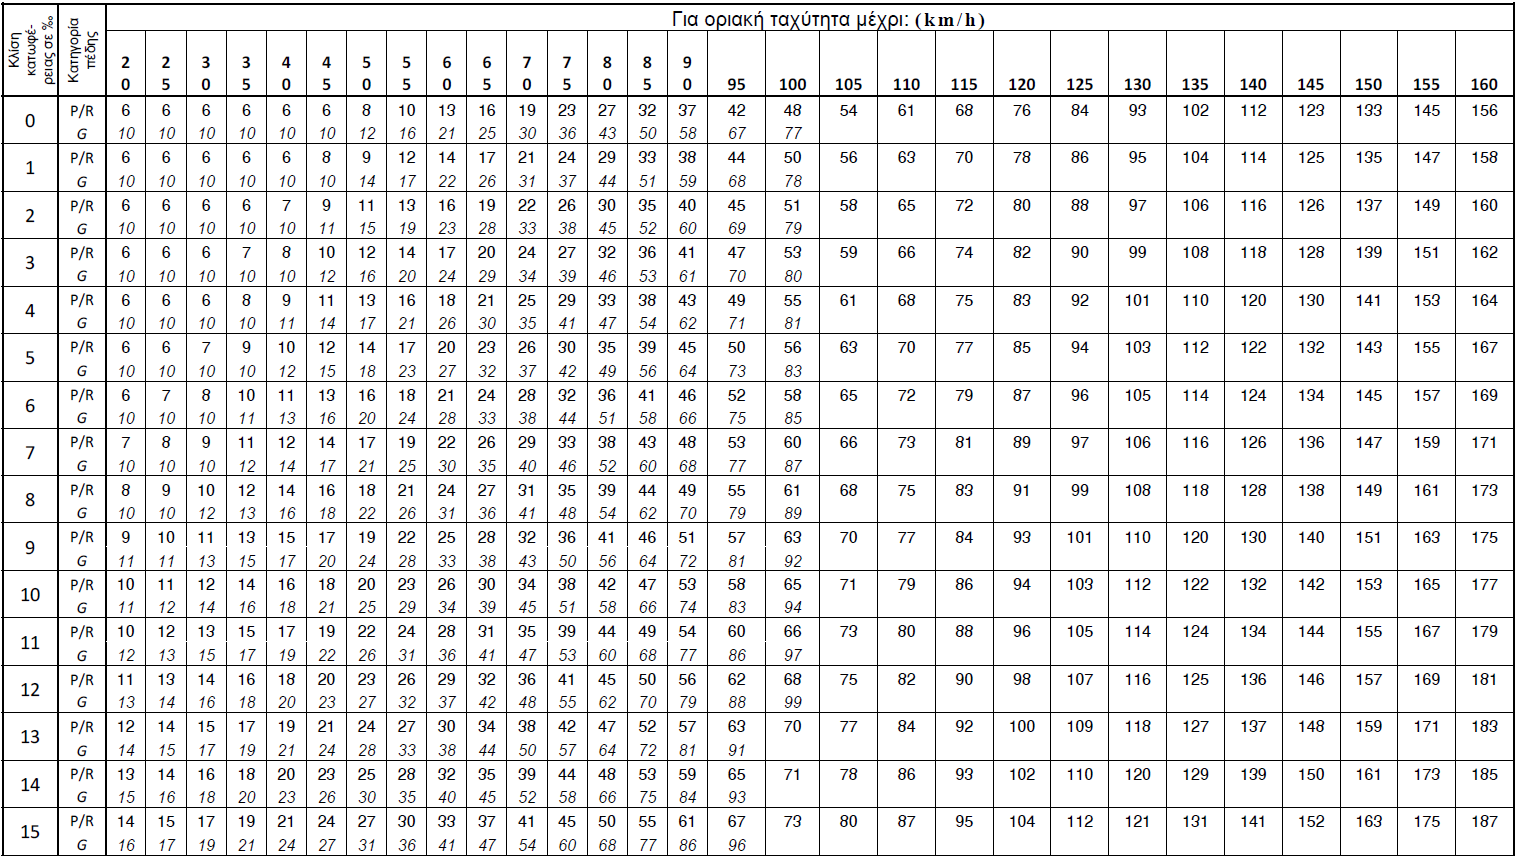 Κλίση κατωφέ- ρειας σε ‰ Κατηγορία πέδης Για οριακή ταχύτητα μέχρι: (km/h)
20 25 30 35 40 45 50 55 60 65 70 75 80 85 90 95 100 105 110 115 120 125 130 135 140 145 150 155 160
0 P/R 6 6 6 6 6 6 8 10 13 16 19 23 27 32 37 42 48 54 61 68 76 84 93 102 112 123 133 145 156
G 10 10 10 10 10 10 12 16 21 25 30 36 43 50 58 67 77
1 P/R 6 6 6 6 6 8 9 12 14 17 21 24 29 33 38 44 50 56 63 70 78 86 95 104 114 125 135 147 158
G 10 10 10 10 10 10 14 17 22 26 31 37 44 51 59 68 78
2 P/R 6 6 6 6 7 9 11 13 16 19 22 26 30 35 40 45 51 58 65 72 80 88 97 106 116 126 137 149 160
G 10 10 10 10 10 11 15 19 23 28 33 38 45 52 60 69 79
3 P/R 6 6 6 7 8 10 12 14 17 20 24 27 32 36 41 47 53 59 66 74 82 90 99 108 118 128 139 151 162
G 10 10 10 10 10 12 16 20 24 29 34 39 46 53 61 70 80
4 P/R 6 6 6 8 9 11 13 16 18 21 25 29 33 38 43 49 55 61 68 75 83 92 101 110 120 130 141 153 164
G 10 10 10 10 11 14 17 21 26 30 35 41 47 54 62 71 81
5 P/R 6 6 7 9 10 12 14 17 20 23 26 30 35 39 45 50 56 63 70 77 85 94 103 112 122 132 143 155 167
G 10 10 10 10 12 15 18 23 27 32 37 42 49 56 64 73 83
6 P/R 6 7 8 10 11 13 16 18 21 24 28 32 36 41 46 52 58 65 72 79 87 96 105 114 124 134 145 157 169
G 10 10 10 11 13 16 20 24 28 33 38 44 51 58 66 75 85
7 P/R 7 8 9 11 12 14 17 19 22 26 29 33 38 43 48 53 60 66 73 81 89 97 106 116 126 136 147 159 171
G 10 10 10 12 14 17 21 25 30 35 40 46 52 60 68 77 87
8 P/R 8 9 10 12 14 16 18 21 24 27 31 35 39 44 49 55 61 68 75 83 91 99 108 118 128 138 149 161 173
G 10 10 12 13 16 18 22 26 31 36 41 48 54 62 70 79 89
9 P/R 9 10 11 13 15 17 19 22 25 28 32 36 41 46 51 57 63 70 77 84 93 101 110 120 130 140 151 163 175
G 11 11 13 15 17 20 24 28 33 38 43 50 56 64 72 81 92
10 P/R 10 11 12 14 16 18 20 23 26 30 34 38 42 47 53 58 65 71 79 86 94 103 112 122 132 142 153 165 177
G 11 12 14 16 18 21 25 29 34 39 45 51 58 66 74 83 94
11 P/R 10 12 13 15 17 19 22 24 28 31 35 39 44 49 54 60 66 73 80 88 96 105 114 124 134 144 155 167 179
G 12 13 15 17 19 22 26 31 36 41 47 53 60 68 77 86 97
12 P/R 11 13 14 16 18 20 23 26 29 32 36 41 45 50 56 62 68 75 82 90 98 107 116 125 136 146 157 169 181
G 13 14 16 18 20 23 27 32 37 42 48 55 62 70 79 88 99
13 P/R 12 14 15 17 19 21 24 27 30 34 38 42 47 52 57 63 70 77 84 92 100 109 118 127 137 148 159 171 183
G 14 15 17 19 21 24 28 33 38 44 50 57 64 72 81 91
14 P/R 13 14 16 18 20 23 25 28 32 35 39 44 48 53 59 65 71 78 86 93 102 110 120 129 139 150 161 173 185
G 15 16 18 20 23 26 30 35 40 45 52 58 66 75 84 93
15 P/R 14 15 17 19 21 24 27 30 33 37 41 45 50 55 61 67 73 80 87 95 104 112 121 131 141 152 163 175 187
G 16 17 19 21 24 27 31 36 41 47 54 60 68 77 86 96